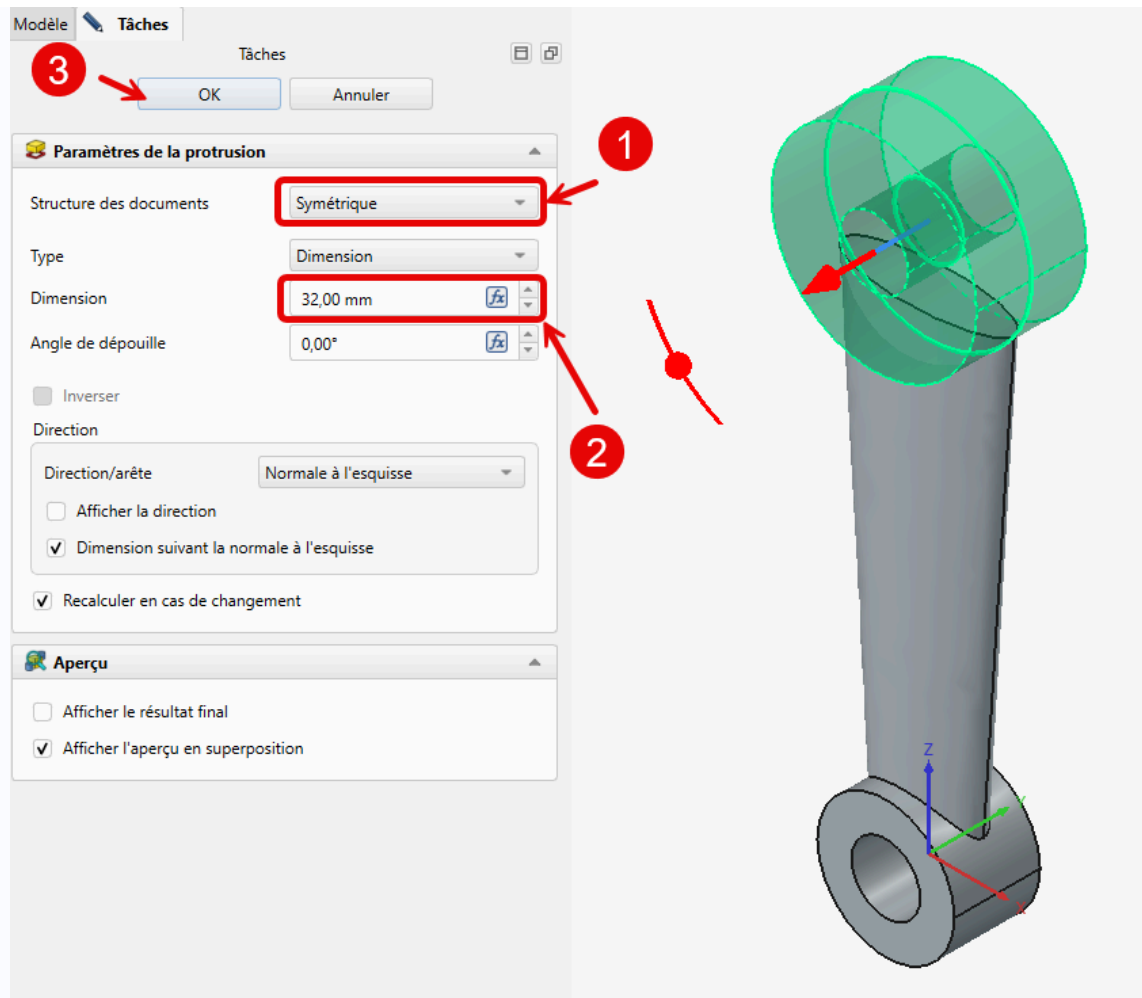 Modèle Tâches
Tâches
3
OK Annuler
1
Paramètres de la protrusion
Structure des documents Symétrique
Type Dimension
Dimension 32,00 mm fx
Angle de dépouille 0,00° fx
Inverser
2
Direction
Direction/arête Normale à l'esquisse
Afficher la direction
Dimension suivant la normale à l'esquisse
Recalculer en cas de changement
Aperçu
Afficher le résultat final
Afficher l'aperçu en superposition
Z
Y
X